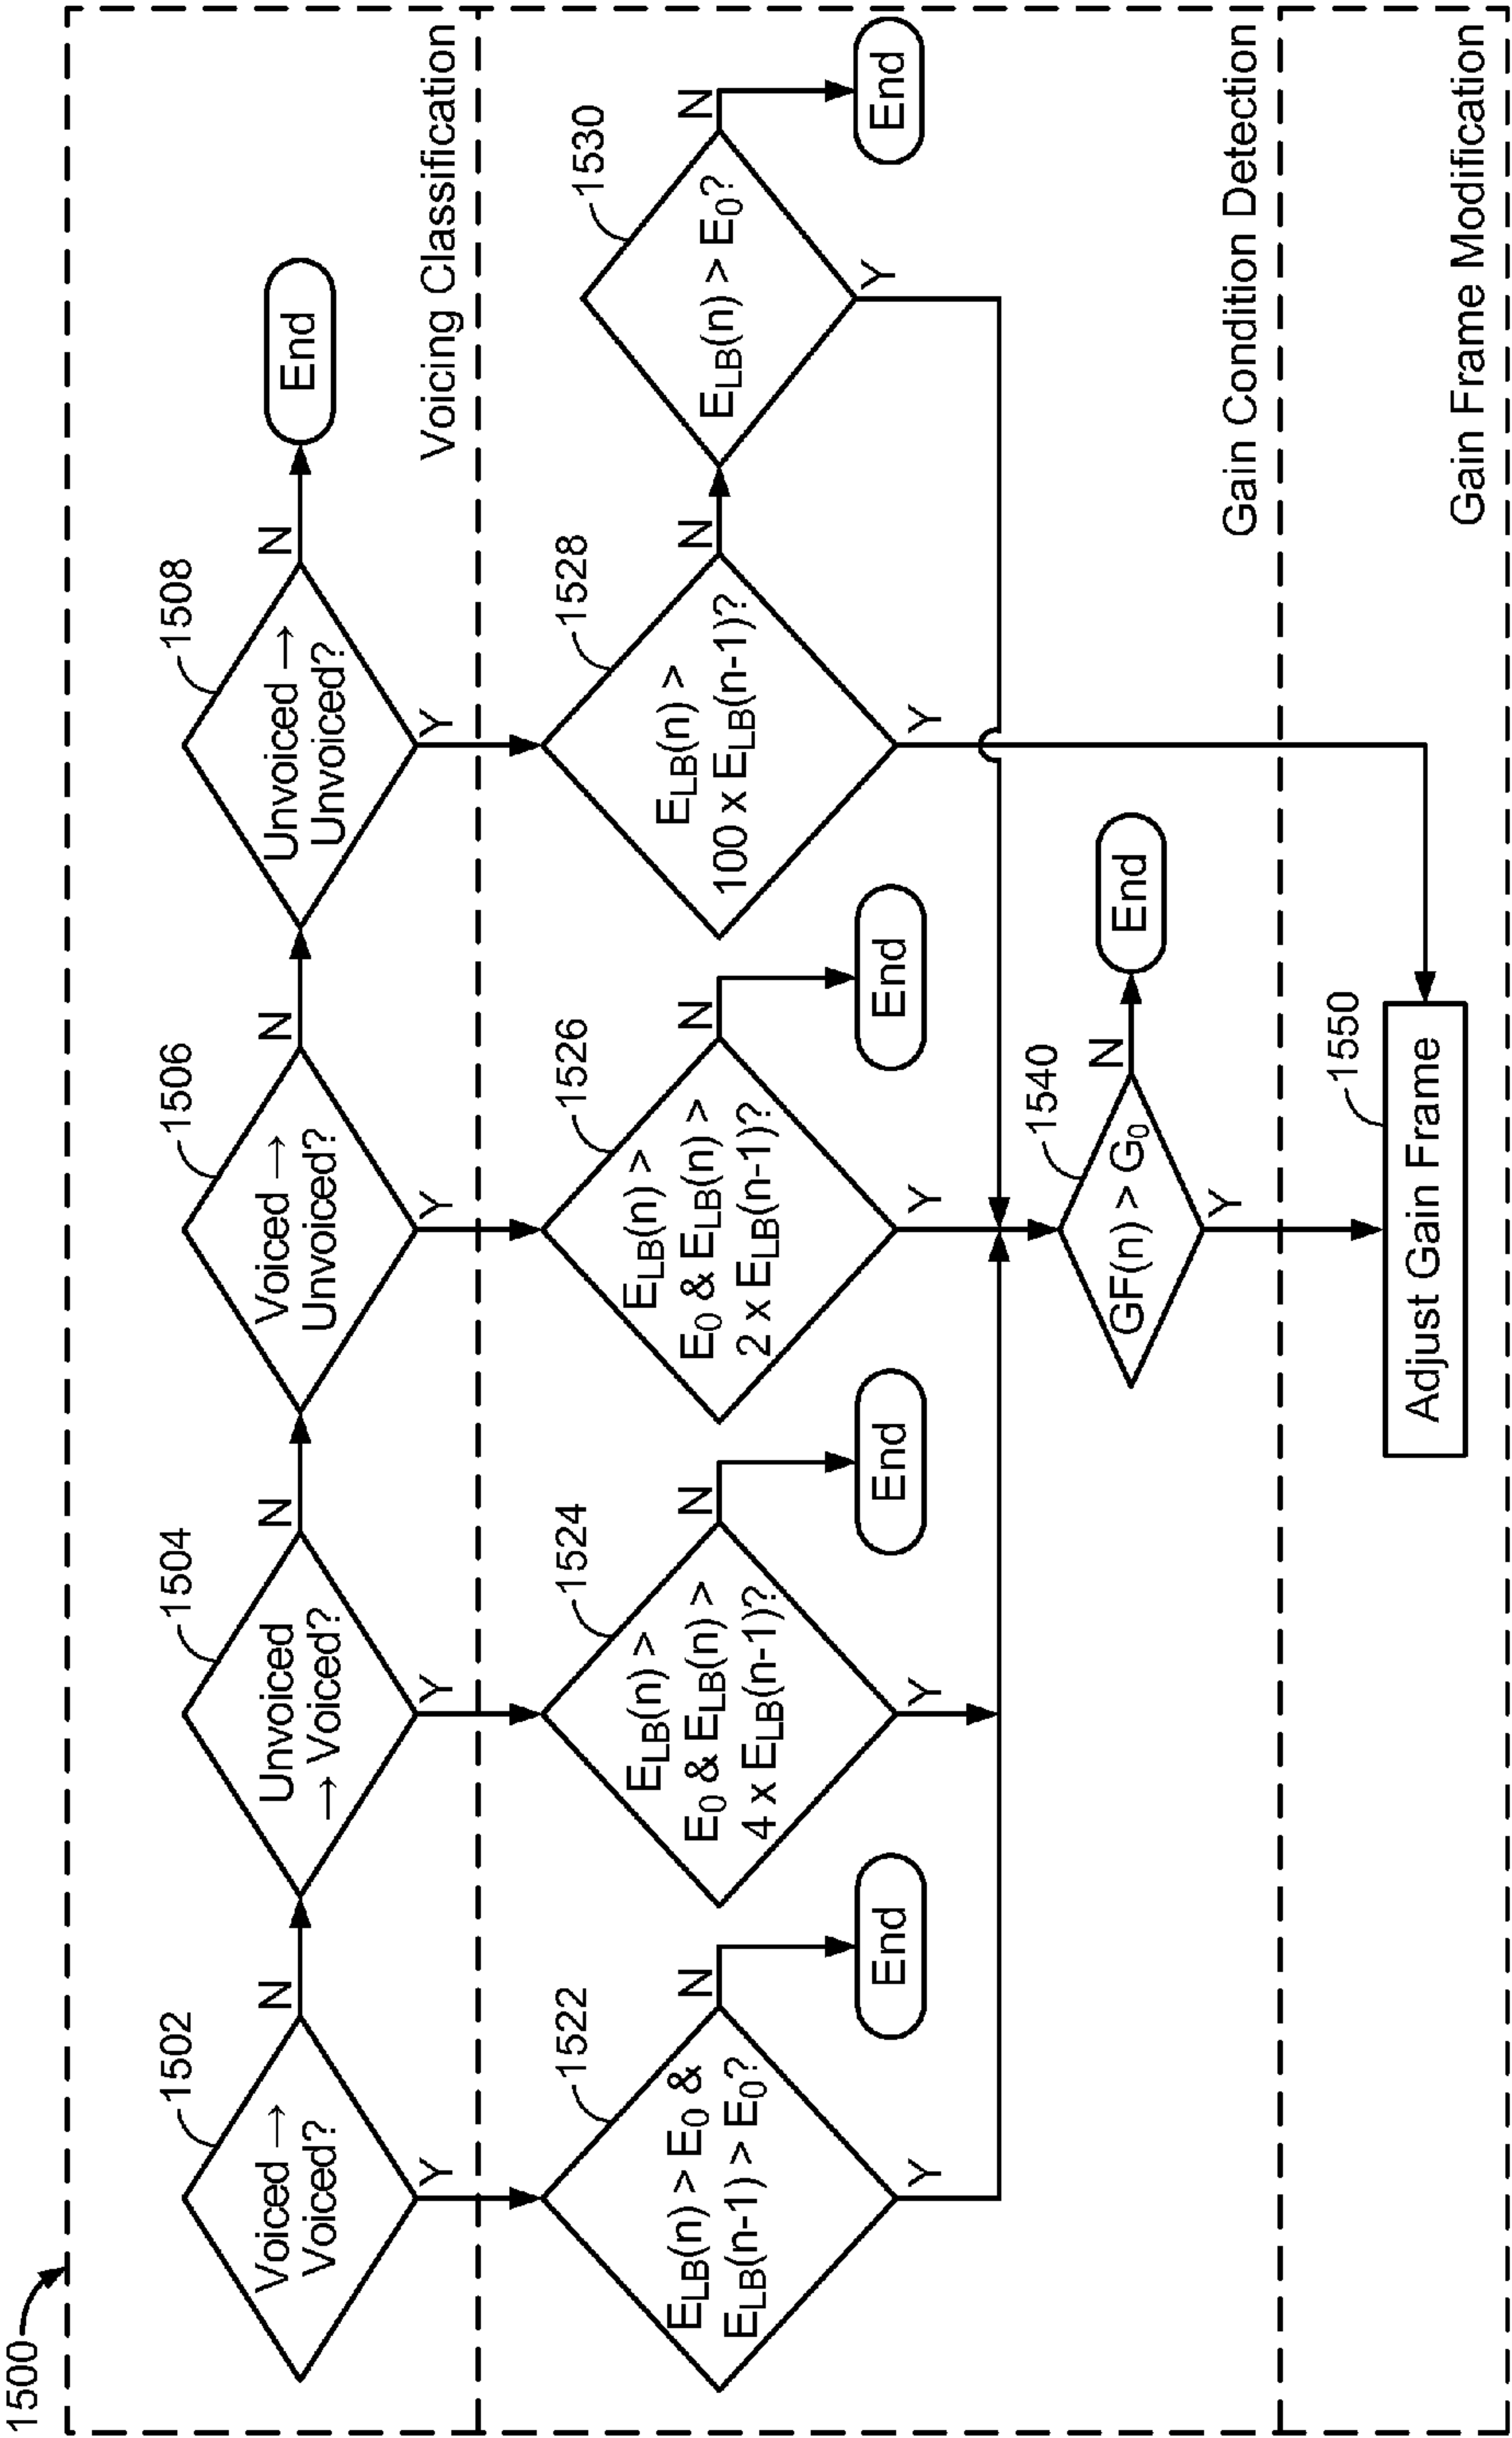 1500
1502
Voiced →
Voiced?
N
Y
1504
Unvoiced
→ Voiced?
N
Y
1506
Voiced →
Unvoiced?
N
Y
1508
Unvoiced →
Unvoiced?
N
Y
End
Voicing Classification
1522
E_LB(n) > E_0 &
E_LB(n-1) > E_0?
N
Y
End
1524
E_LB(n) >
E_0 & E_LB(n) >
4 x E_LB(n-1)?
N
Y
End
1526
E_LB(n) >
E_0 & E_LB(n) >
2 x E_LB(n-1)?
N
Y
End
1528
E_LB(n) >
100 x E_LB(n-1)?
N
Y
1530
E_LB(n) > E_0?
N
Y
End
1540
GF(n) > G_0
N
Y
End
Gain Condition Detection
1550
Adjust Gain Frame
Gain Frame Modification